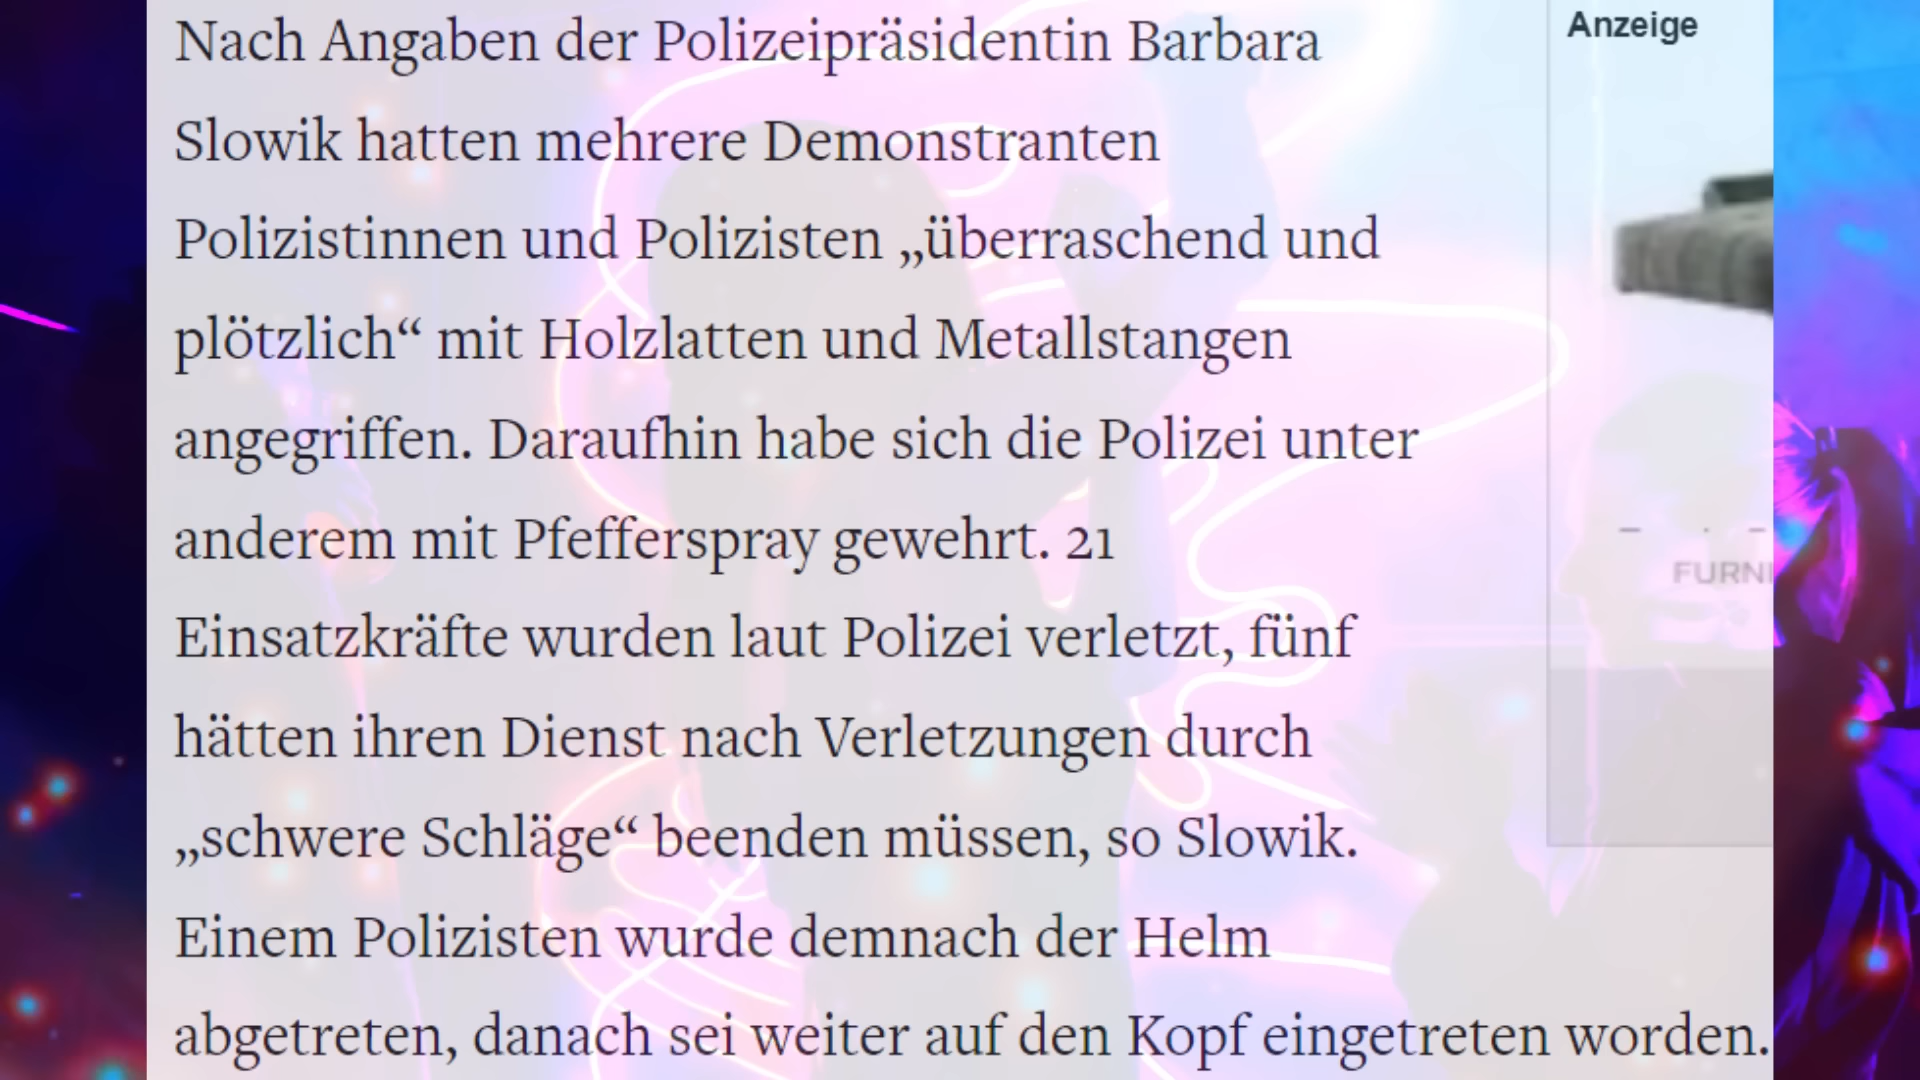 Nach Angaben der Polizeipräsidentin Barbara
Slowik hatten mehrere Demonstranten
Polizistinnen und Polizisten „überraschend und
plötzlich“ mit Holzlatten und Metallstangen
angegriffen. Daraufhin habe sich die Polizei unter
anderem mit Pfefferspray gewehrt. 21
Einsatzkräfte wurden laut Polizei verletzt, fünf
hätten ihren Dienst nach Verletzungen durch
„schwere Schläge“ beenden müssen, so Slowik.
Einem Polizisten wurde demnach der Helm
abgetreten, danach sei weiter auf den Kopf eingetreten worden.
Anzeige
FURNI